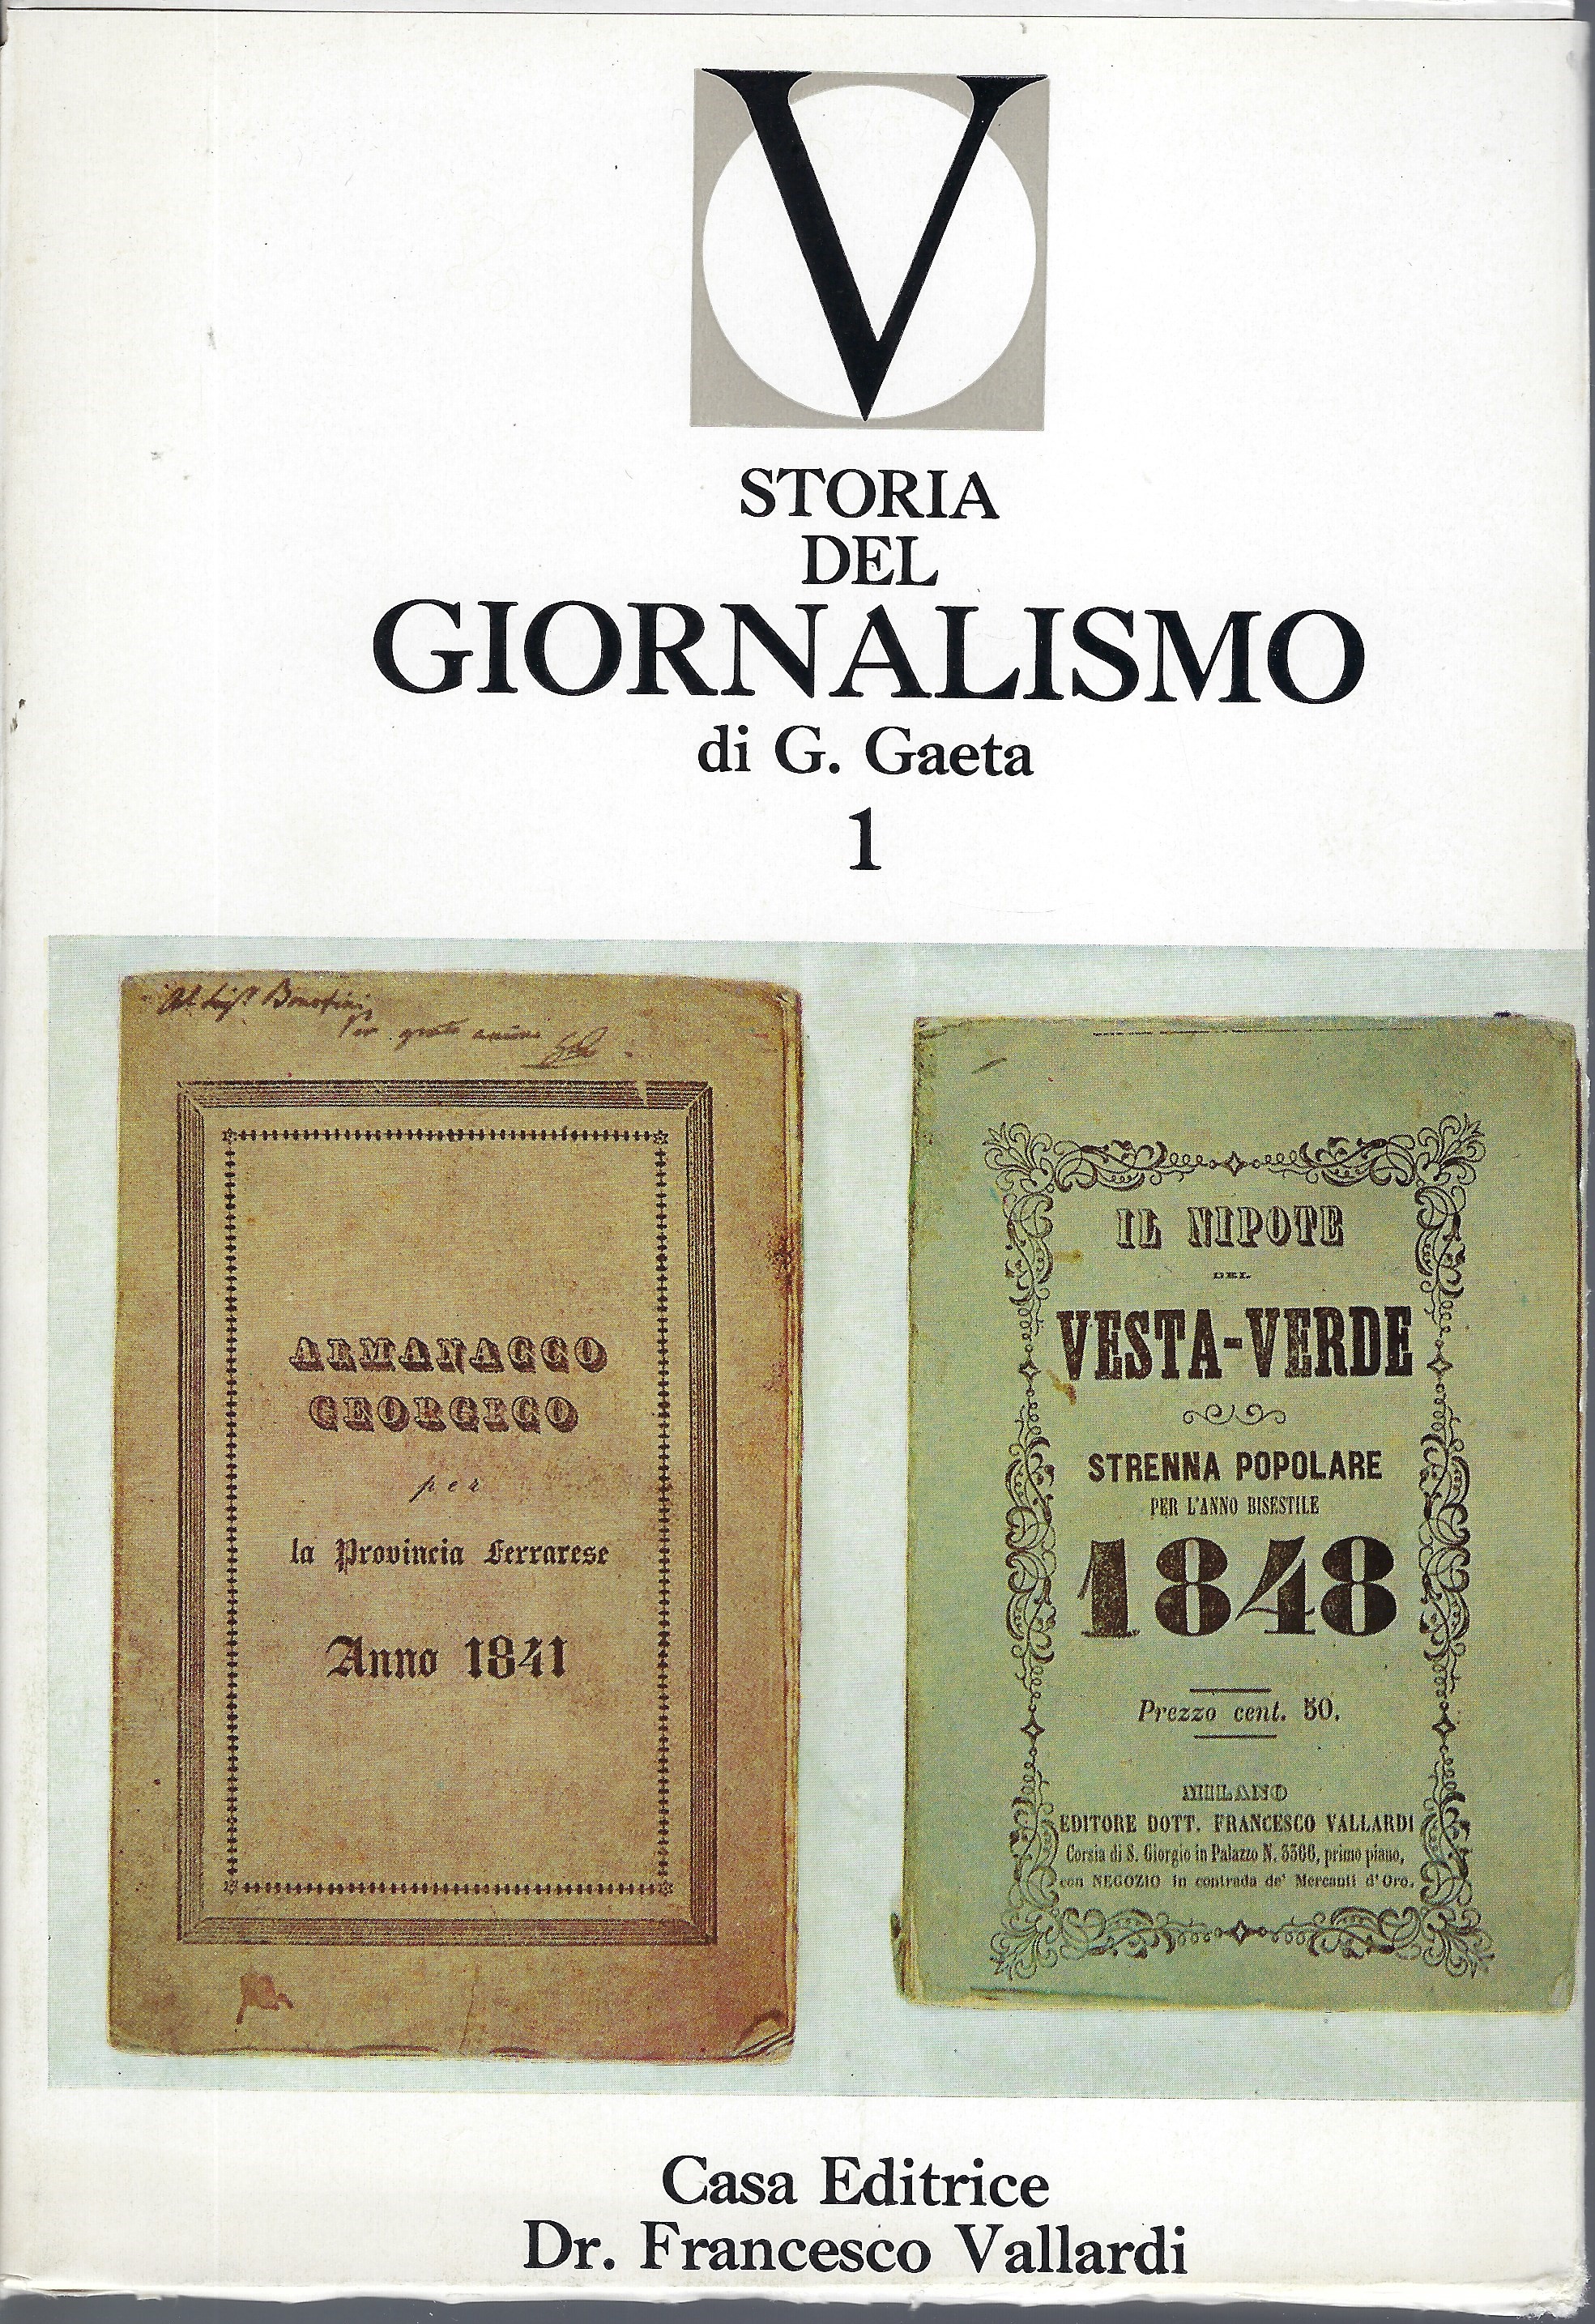 V
STORIA
DEL
GIORNALISMO
di G. Gaeta
1
Per
ARMANACCO
GEORGICO
per
la Provincia Ferrarese
Anno 1841
IL NIPOTE
DEL
VESTA-VERDE
STRENNA POPOLARE
PER L'ANNO BISESTILE
1848
Prezzo cent. 50.
MILANO
EDITORE DOTT. FRANCESCO VALLARDI
Corsia di S. Giorgio in Palazzo N. 3366, primo piano,
con NEGOZIO in contrada de' Mercanti d'Oro.
Casa Editrice
Dr. Francesco Vallardi